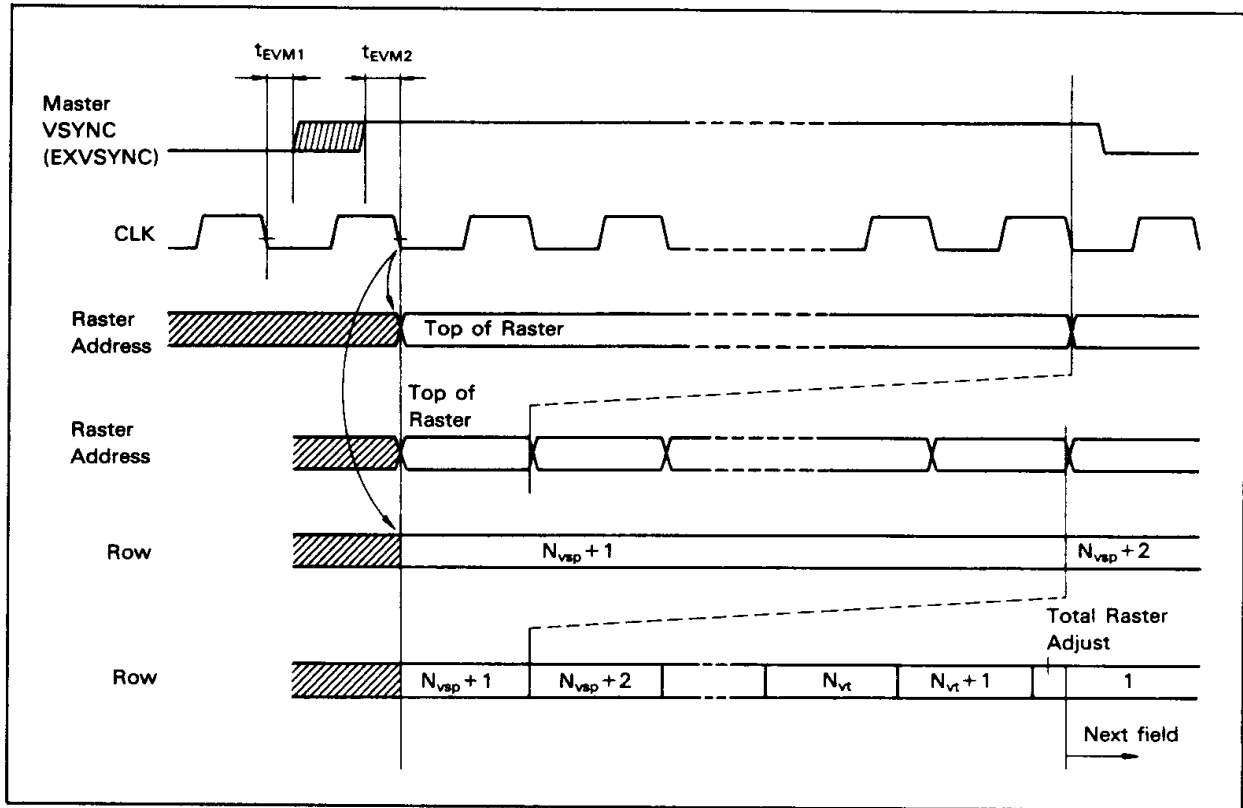 tEVM1
tEVM2
Master
VSYNC
(EXVSYNC)
CLK
Raster
Address
Top of Raster
Top of
Raster
Raster
Address
Row
Nvsp + 1
Nvsp + 2
Total Raster
Adjust
Row
Nvsp + 1
Nvsp + 2
Nvt
Nvt + 1
1
Next field